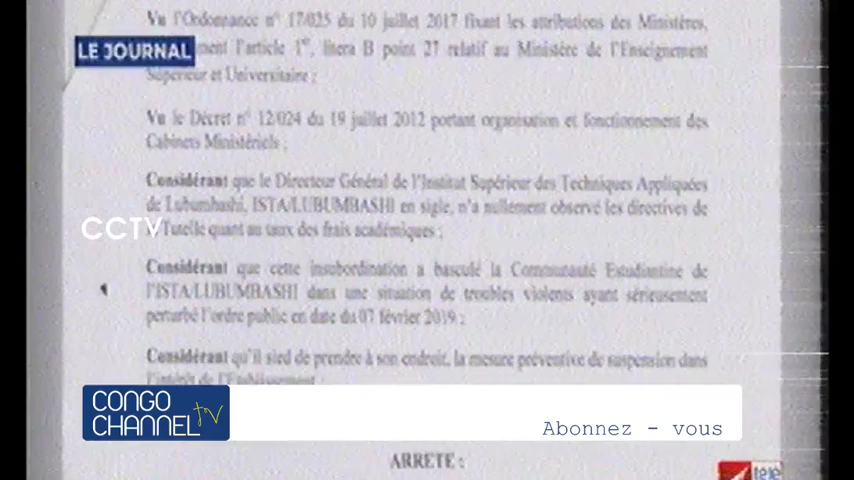 Vu l'Ordonnance n° 17/025 du 10 juillet 2017 fixant les attributions des Ministères,
LE JOURNAL
l'article 1er, litera B point 27 relatif au Ministère de l'Enseignement
Supérieur et Universitaire ;
Vu le Décret n° 12/024 du 19 juillet 2012 portant organisation et fonctionnement des
Cabinets Ministériels ;
Considérant que le Directeur Général de l'Institut Supérieur des Techniques Appliquées
de Lubumbashi, ISTA/LUBUMBASHI en sigle, n'a nullement observé les directives de
CCTV
Tutelle quant au taux des frais académiques ;
Considérant que cette insubordination a basculé la Communauté Estudiantine de
l'ISTA/LUBUMBASHI dans une situation de troubles violents ayant sérieusement
perturbé l'ordre public en date du 07 février 2019 ;
Considérant qu'il sied de prendre à son endroit, la mesure préventive de suspension dans
l'intérêt de l'Etablissement ;
CONGO
CHANNEL tv
Abonnez - vous
ARRETE :
télé